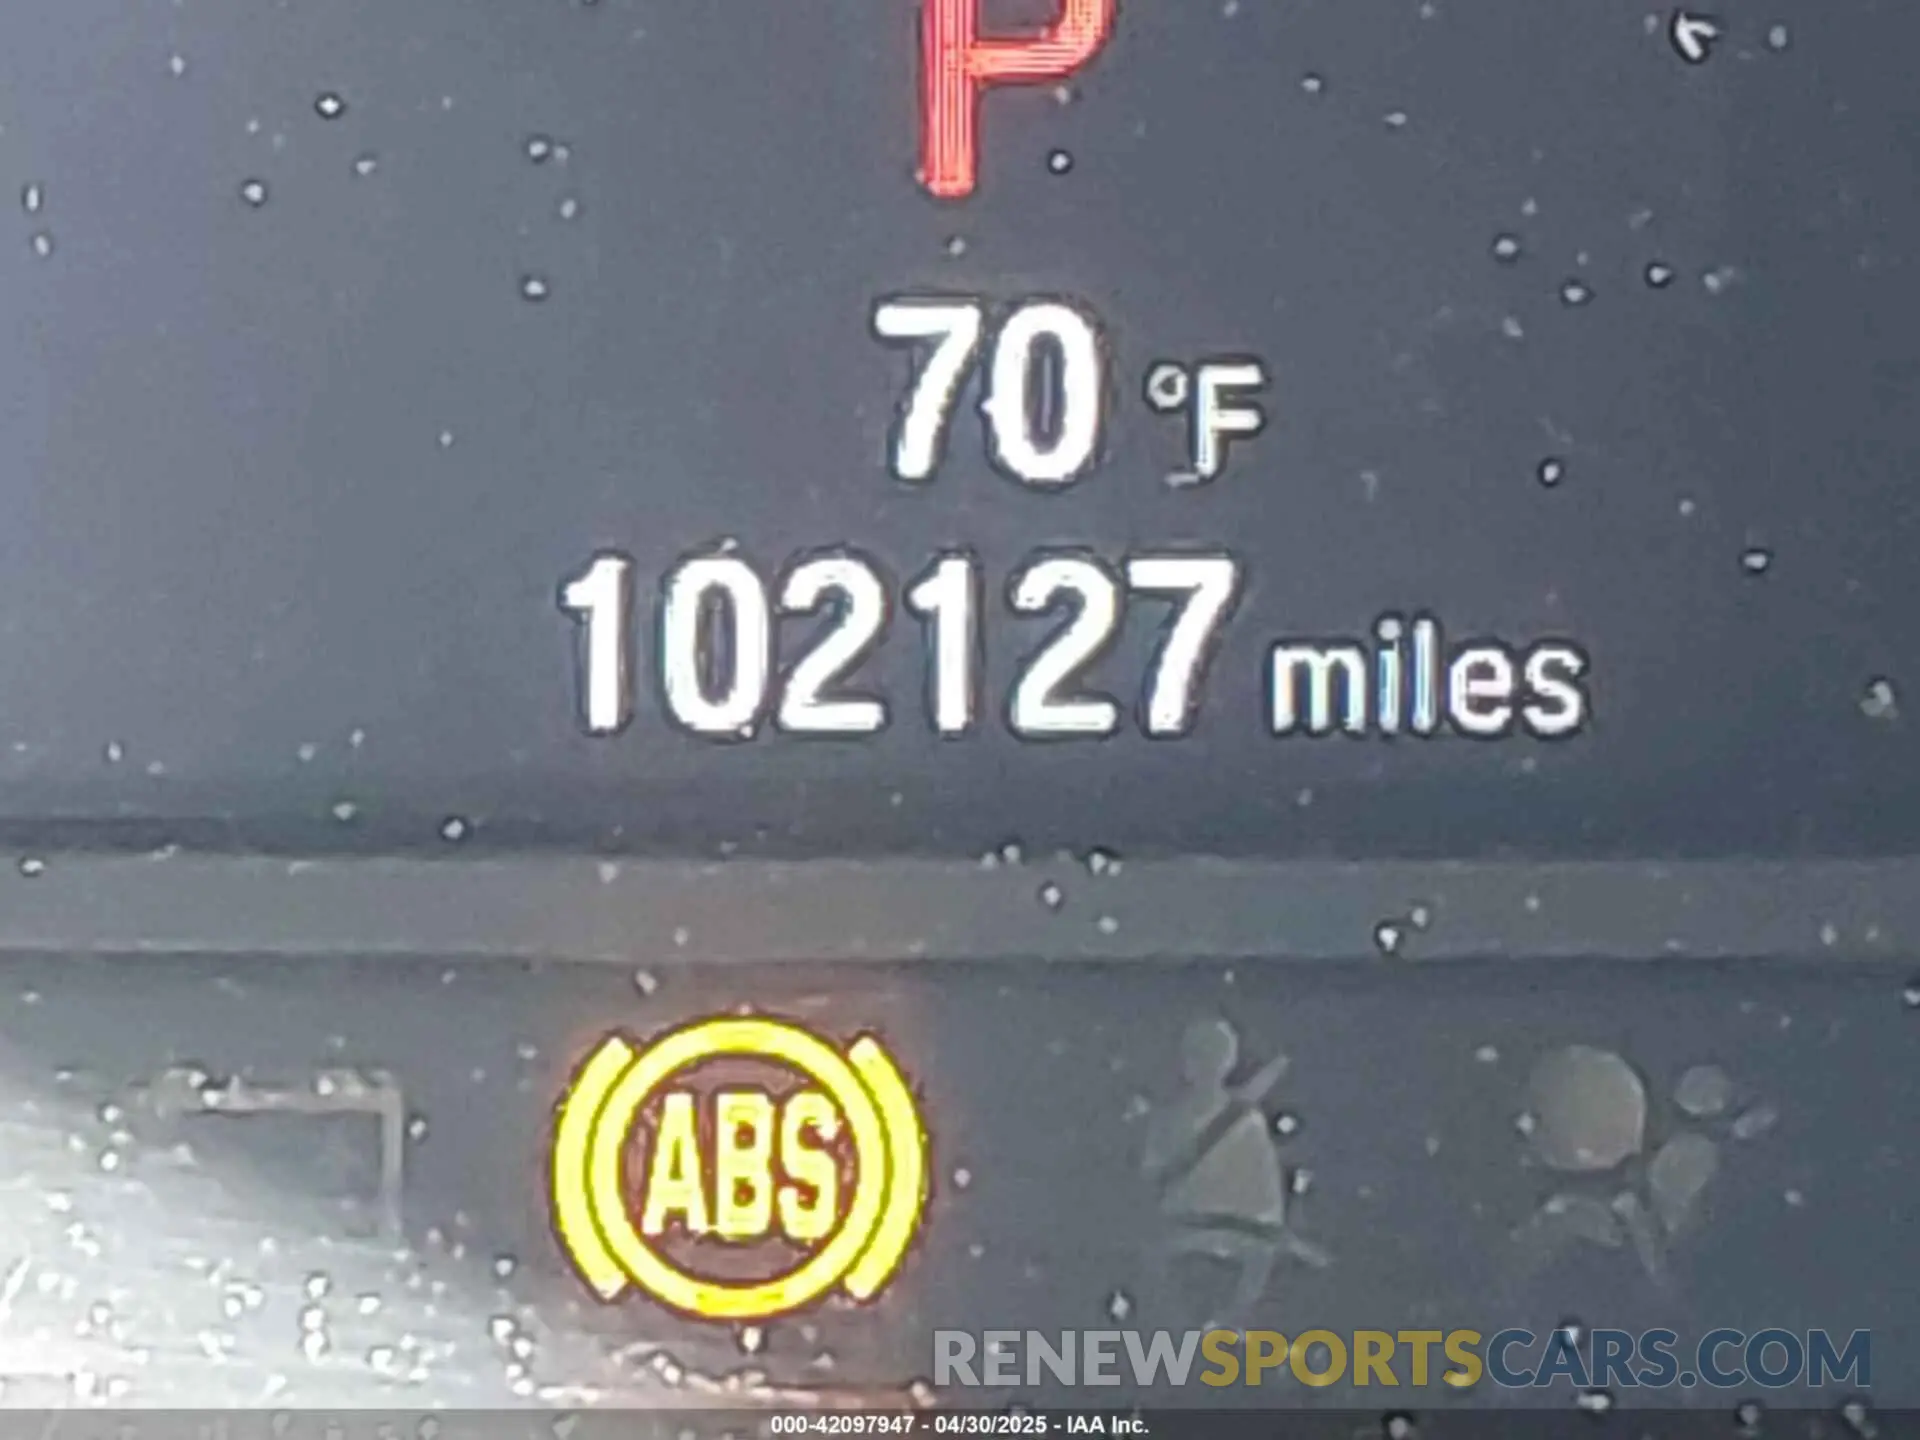 P
70 °F
102127 miles
ABS
RENEWSPORTSCARS.COM
000-42097947 - 04/30/2025 - IAA Inc.